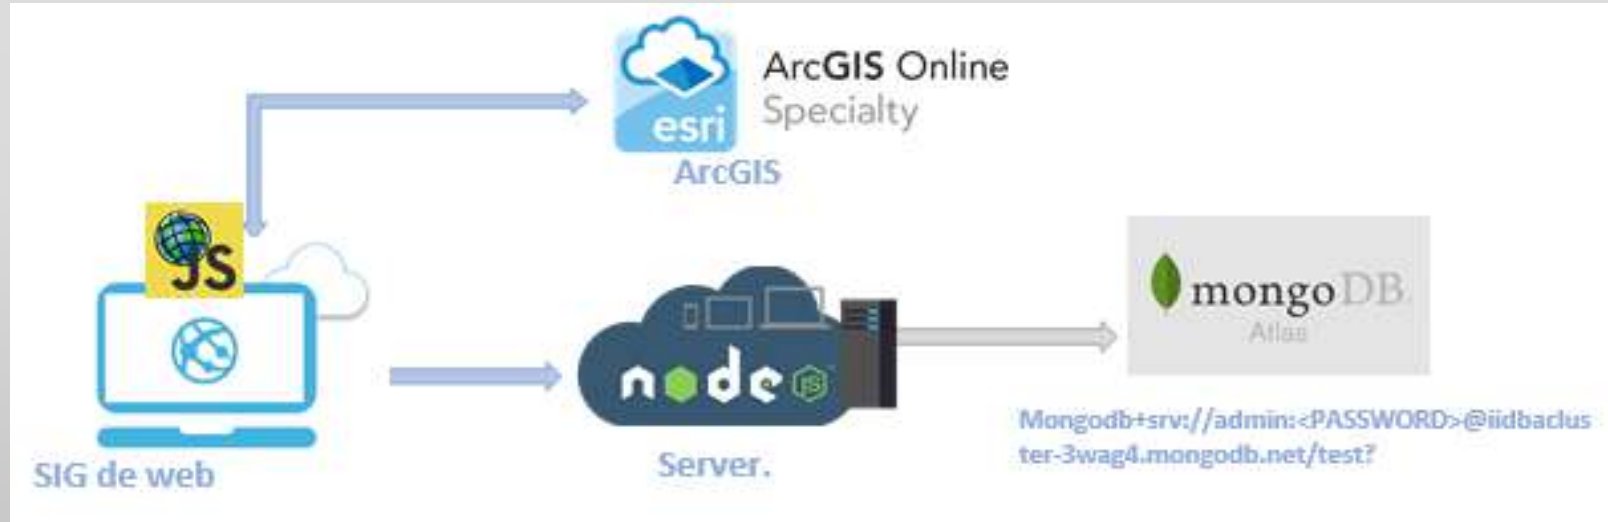 ArcGIS Online
Specialty
esri
ArcGIS
JS
SIG de web
node JS
Server.
mongoDB
Atlas
Mongodb+srv://admin:<PASSWORD>@iidbaclus
ter-3wag4.mongodb.net/test?